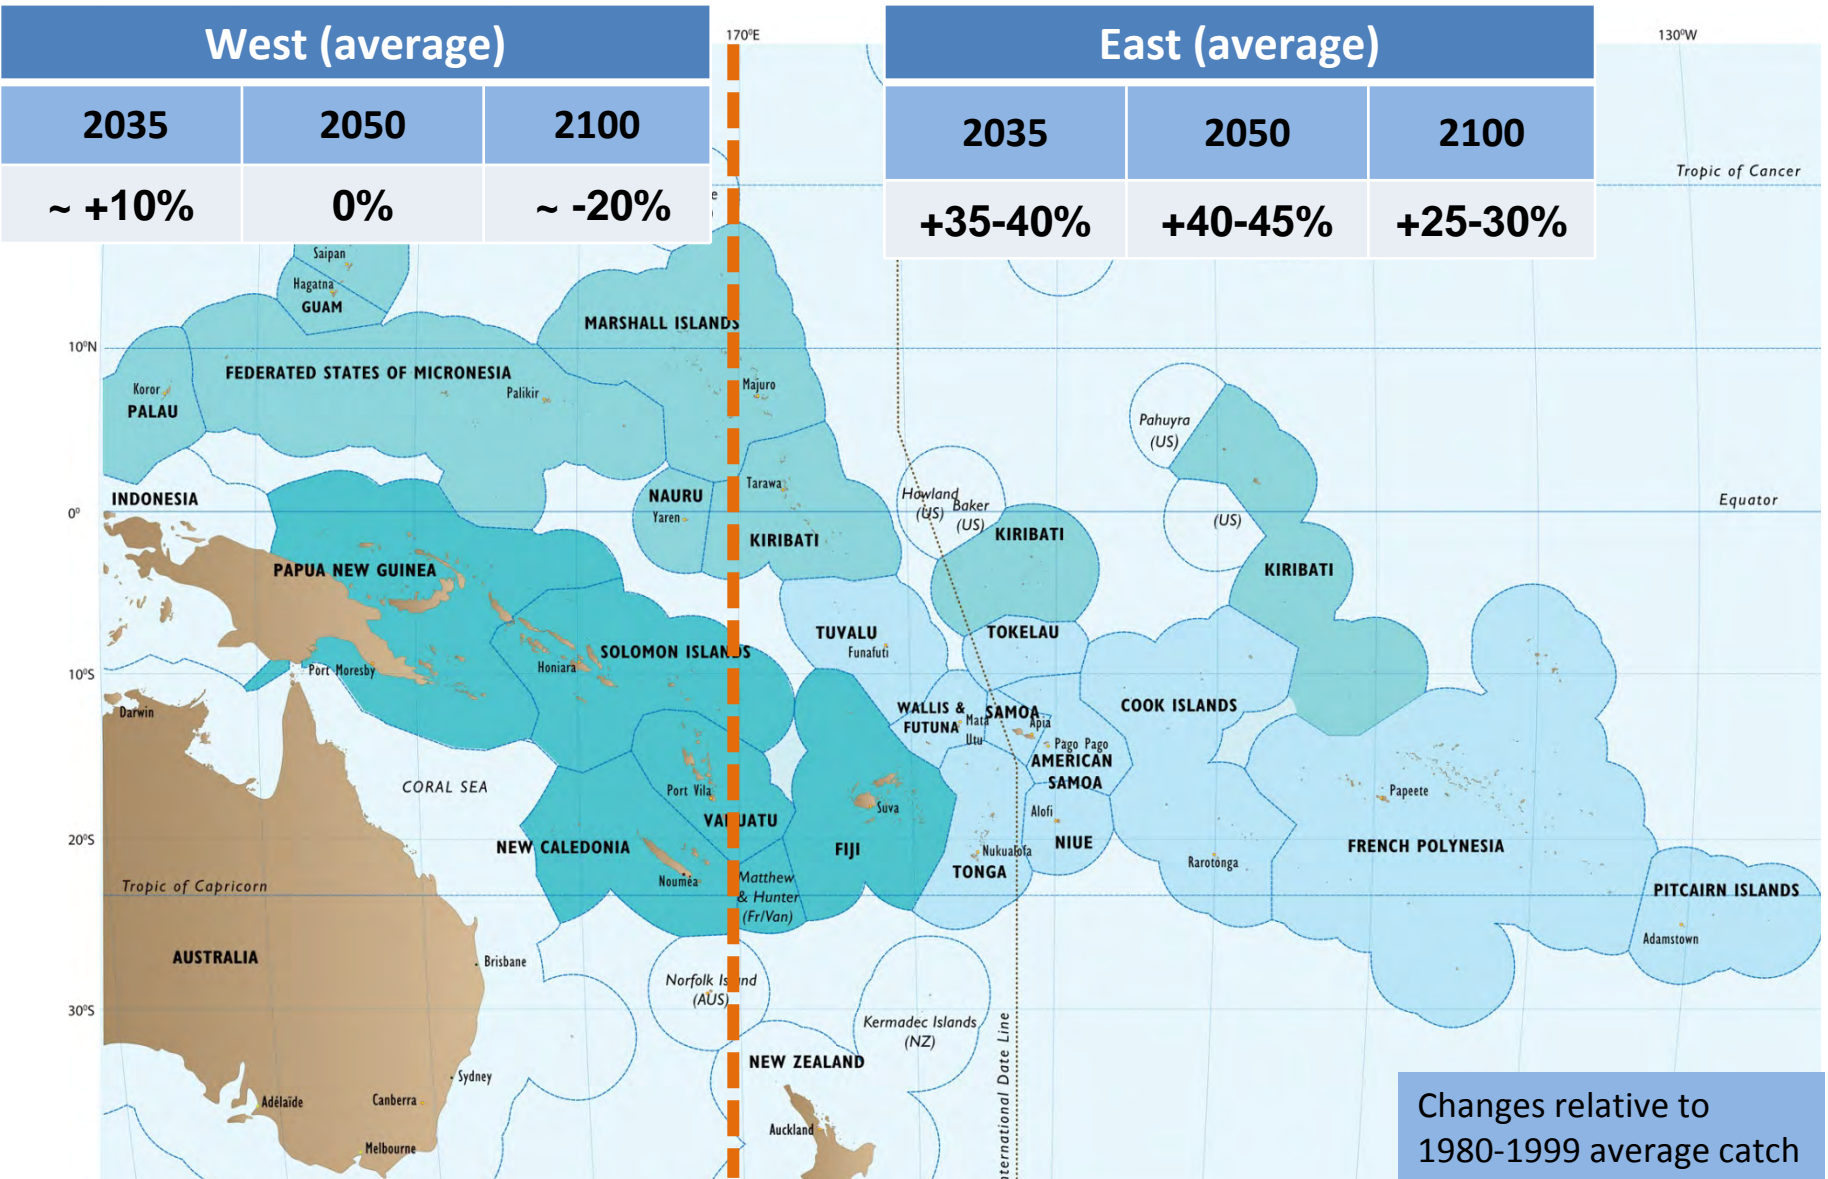 West (average)
2035 2050 2100
~ +10% 0% ~ -20%
170°E
East (average)
2035 2050 2100
+35-40% +40-45% +25-30%
130°W
Tropic of Cancer
Saipan
Hagatna
GUAM
MARSHALL ISLANDS
10°N
FEDERATED STATES OF MICRONESIA
Koror
PALAU
Palikir
Majuro
Pahuyra
(US)
INDONESIA
NAURU
Yaren
Tarawa
Howland
(US)
Baker
(US)
(US)
Equator
0°
KIRIBATI
KIRIBATI
KIRIBATI
PAPUA NEW GUINEA
TUVALU
Funafuti
TOKELAU
SOLOMON ISLANDS
Honiara
Port Moresby
10°S
Darwin
WALLIS &
FUTUNA
Mata
Utu
SAMOA
Apia
Pago Pago
AMERICAN
SAMOA
COOK ISLANDS
CORAL SEA
Port Vila
VANUATU
Suva
Alofi
NIUE
Papeete
20°S
NEW CALEDONIA
Nouméa
FIJI
Nukualofa
TONGA
Rarotonga
FRENCH POLYNESIA
Tropic of Capricorn
Matthew
& Hunter
(Fr/Van)
PITCAIRN ISLANDS
Adamstown
AUSTRALIA
Brisbane
Norfolk Island
(AUS)
30°S
Kermadec Islands
(NZ)
International Date Line
NEW ZEALAND
Sydney
Adélaïde
Canberra
Auckland
Melbourne
Changes relative to
1980-1999 average catch